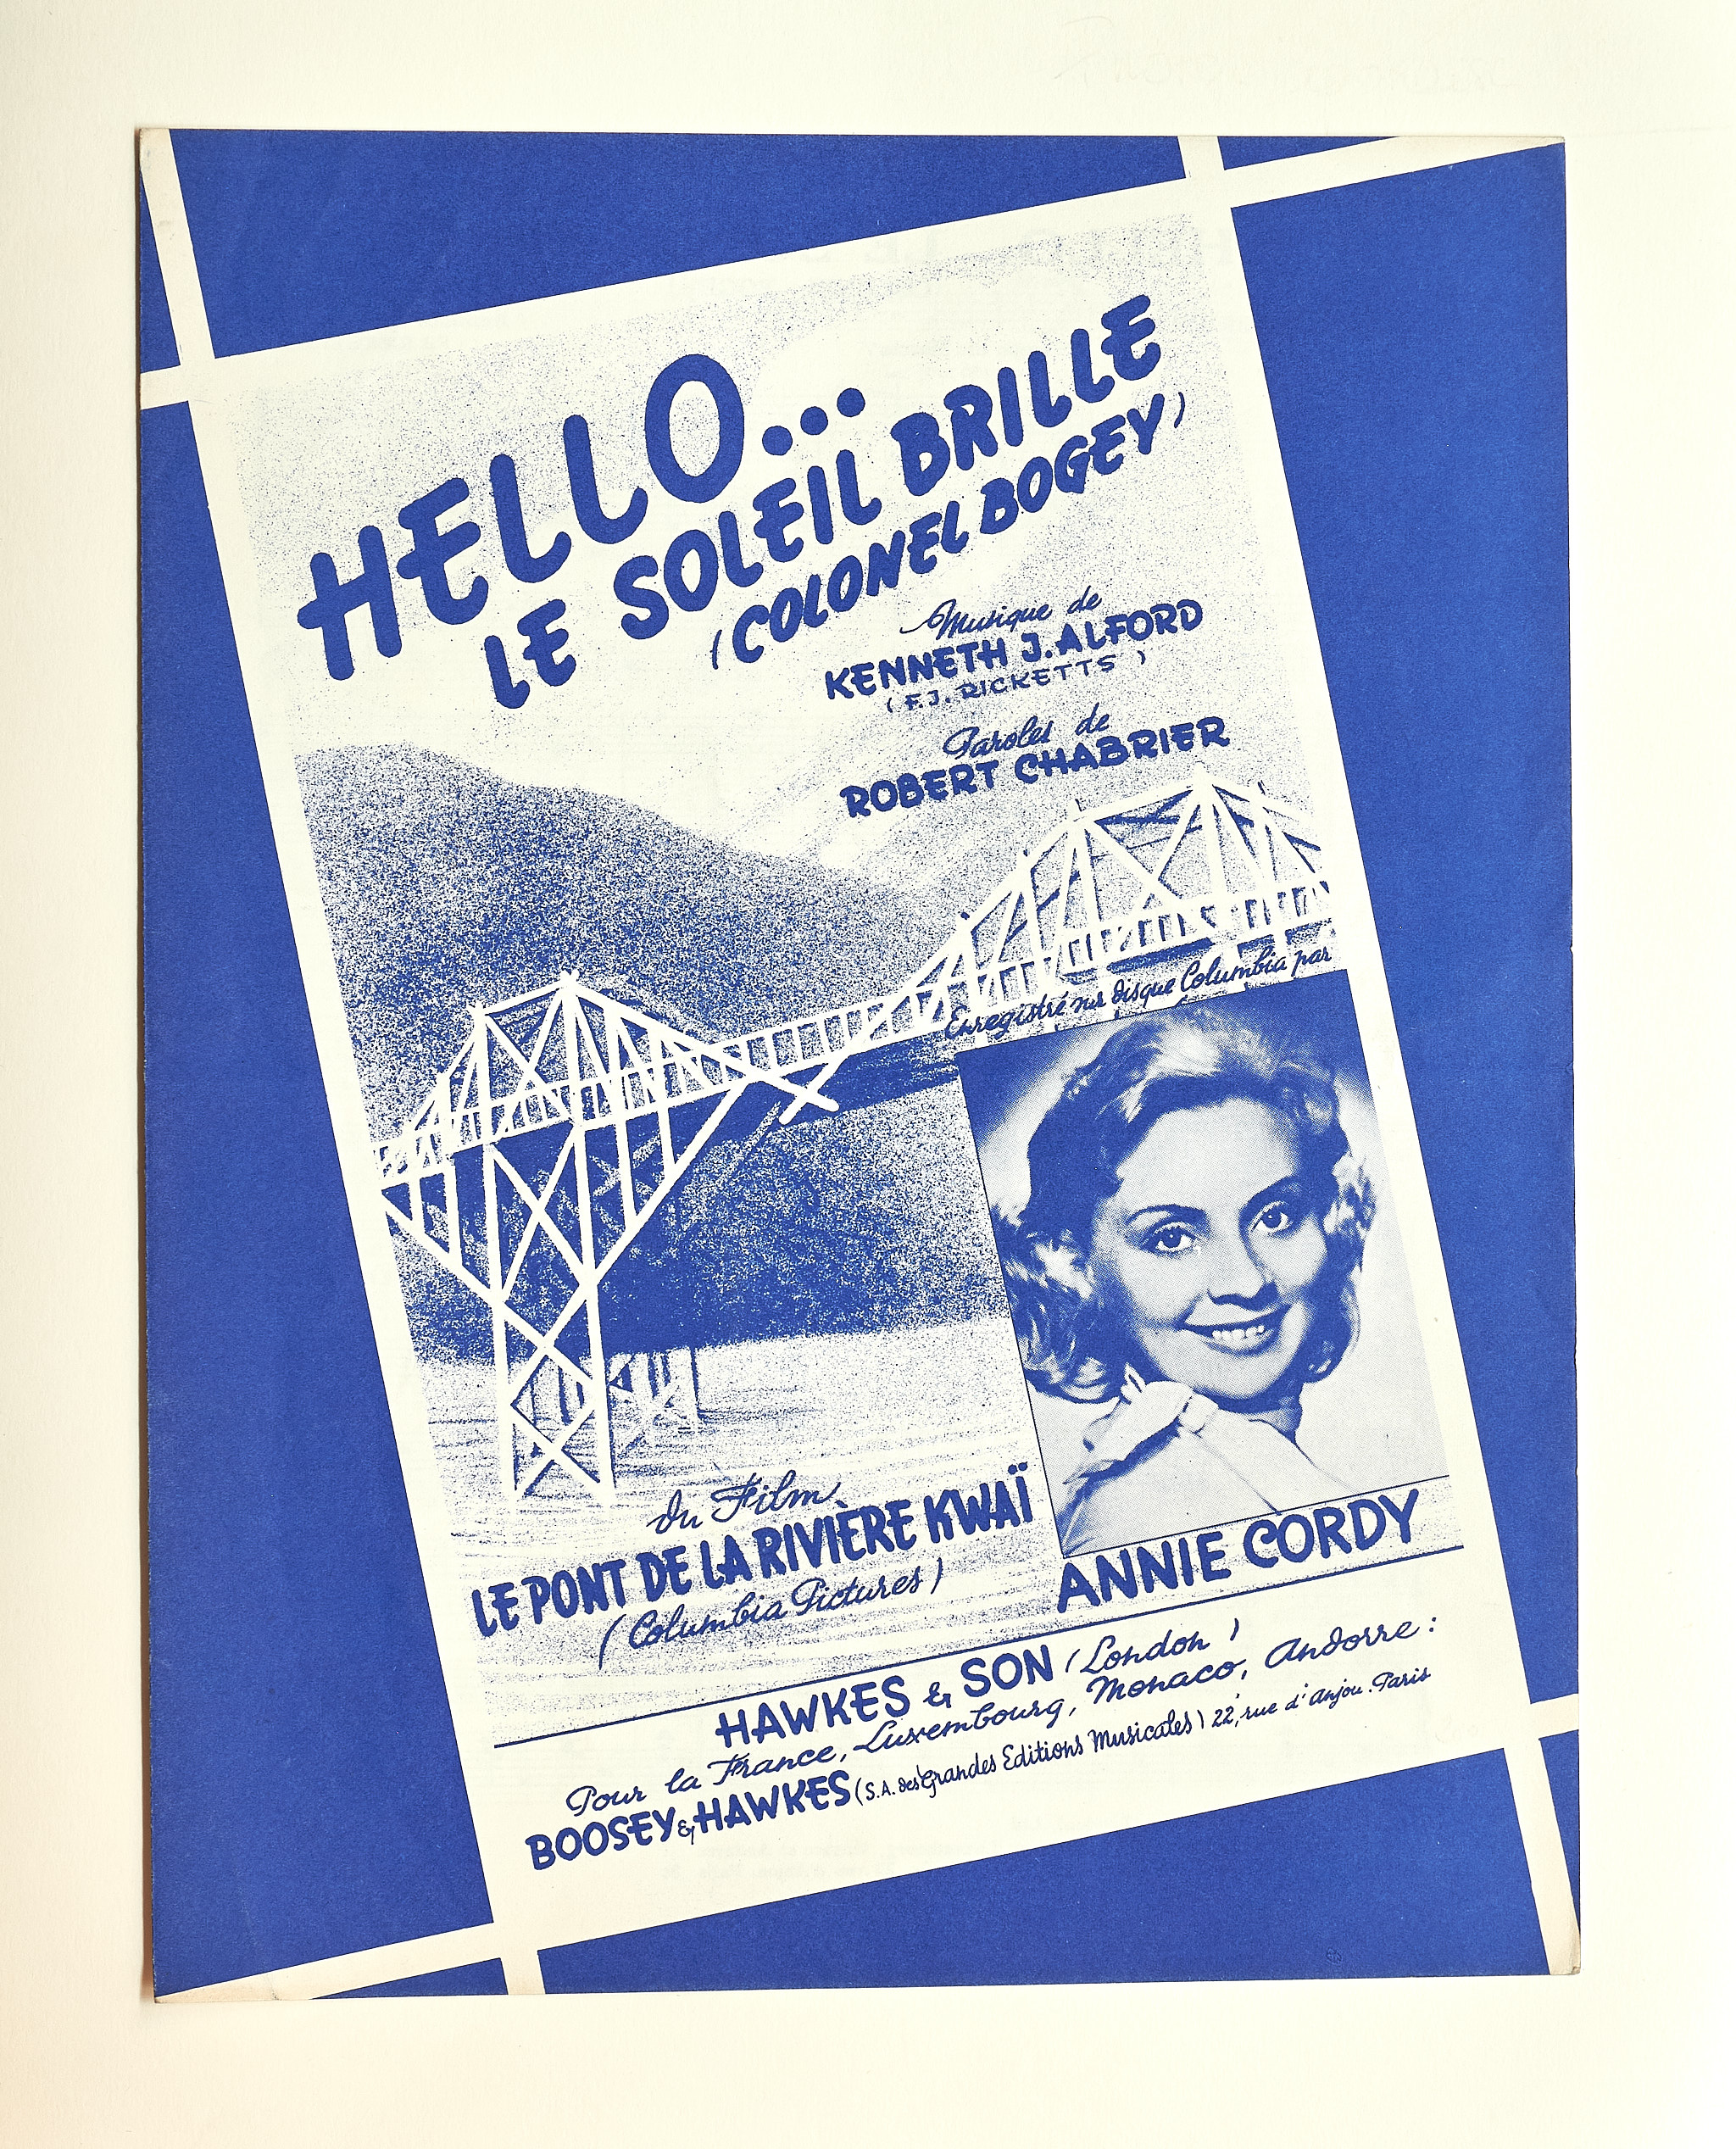 HELLO...
LE SOLEIL BRILLE
(COLONEL BOGEY)
Musique de
KENNETH J. ALFORD
(F.J. RICKETTS)
Paroles de
ROBERT CHABRIER
Enregistré sur disque Columbia par
du Film
LE PONT DE LA RIVIÈRE KWAÏ
(Columbia Pictures)
ANNIE CORDY
HAWKES & SON (London)
Pour la France, Luxembourg, Monaco, Andorre:
BOOSEY & HAWKES (S.A. des Grandes Editions Musicales) 22, rue d'Anjou. Paris